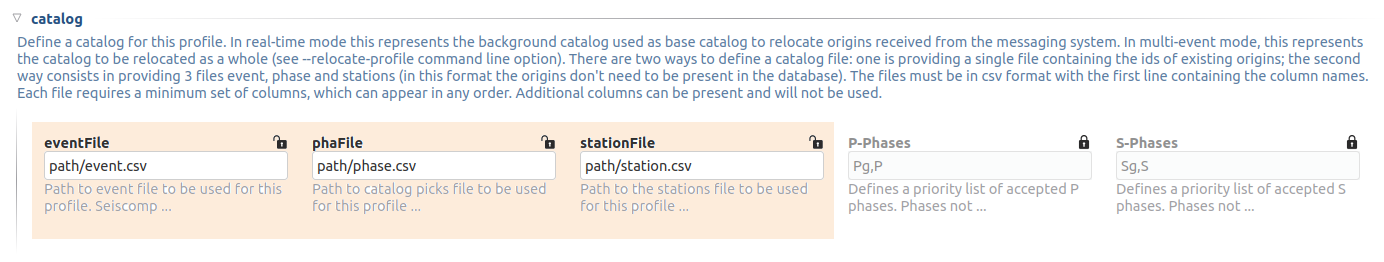 catalog
Define a catalog for this profile. In real-time mode this represents the background catalog used as base catalog to relocate origins received from the messaging system. In multi-event mode, this represents
the catalog to be relocated as a whole (see --relocate-profile command line option). There are two ways to define a catalog file: one is providing a single file containing the ids of existing origins; the second
way consists in providing 3 files event, phase and stations (in this format the origins don't need to be present in the database). The files must be in csv format with the first line containing the column names.
Each file requires a minimum set of columns, which can appear in any order. Additional columns can be present and will not be used.
eventFile
path/event.csv
Path to event file to be used for this
profile. Seiscomp ...
phaFile
path/phase.csv
Path to catalog picks file to be used
for this profile ...
stationFile
path/station.csv
Path to the stations file to be used
for this profile ...
P-Phases
Pg,P
Defines a priority list of accepted P
phases. Phases not ...
S-Phases
Sg,S
Defines a priority list of accepted S
phases. Phases not ...